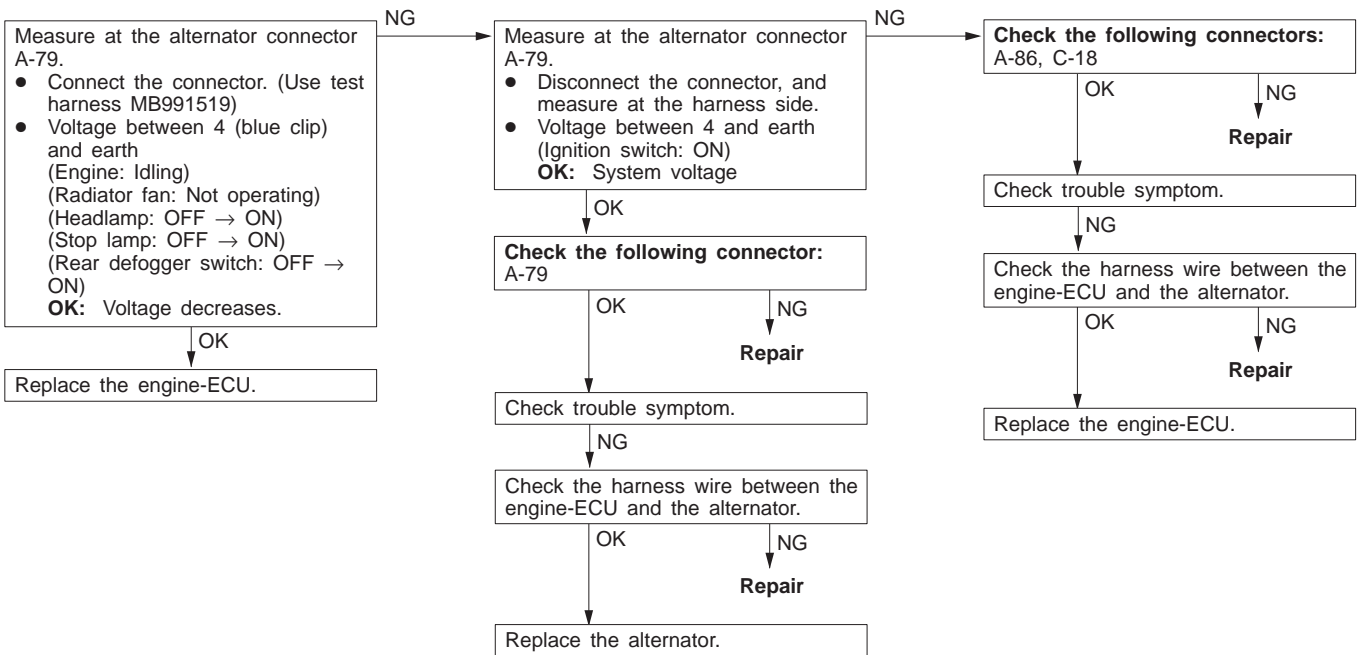 NG
Measure at the alternator connector
A-79.
● Connect the connector. (Use test
harness MB991519)
● Voltage between 4 (blue clip)
and earth
(Engine: Idling)
(Radiator fan: Not operating)
(Headlamp: OFF → ON)
(Stop lamp: OFF → ON)
(Rear defogger switch: OFF →
ON)
OK: Voltage decreases.
OK
Replace the engine-ECU.
NG
Measure at the alternator connector
A-79.
● Disconnect the connector, and
measure at the harness side.
● Voltage between 4 and earth
(Ignition switch: ON)
OK: System voltage
OK
Check the following connector:
A-79
OK
NG
Repair
Check trouble symptom.
NG
Check the harness wire between the
engine-ECU and the alternator.
OK
NG
Repair
Replace the alternator.
Check the following connectors:
A-86, C-18
OK
NG
Repair
Check trouble symptom.
NG
Check the harness wire between the
engine-ECU and the alternator.
OK
NG
Repair
Replace the engine-ECU.